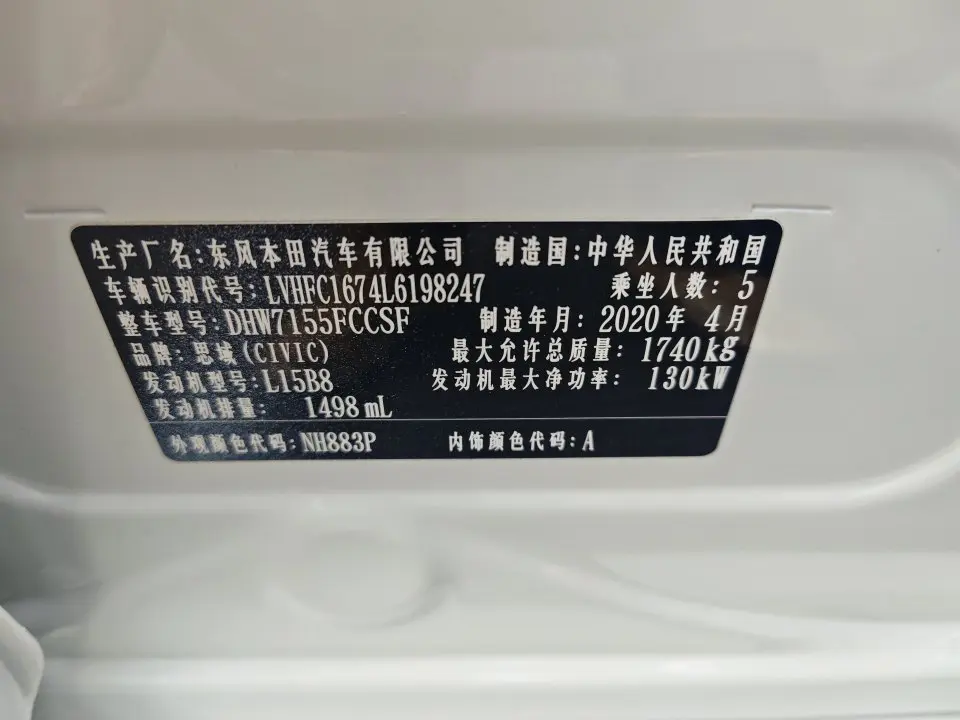 生产厂名:东风本田汽车有限公司 制造国:中华人民共和国
车辆识别代号:LVHFC1674L6198247 乘坐人数:5
整车型号:DHW7155FCCSF 制造年月:2020年4月
品牌:思域(CIVIC) 最大允许总质量:1740kg
发动机型号:L15B8 发动机最大净功率:130kW
发动机排量: 1498mL
外观颜色代码:NH883P 内饰颜色代码:A